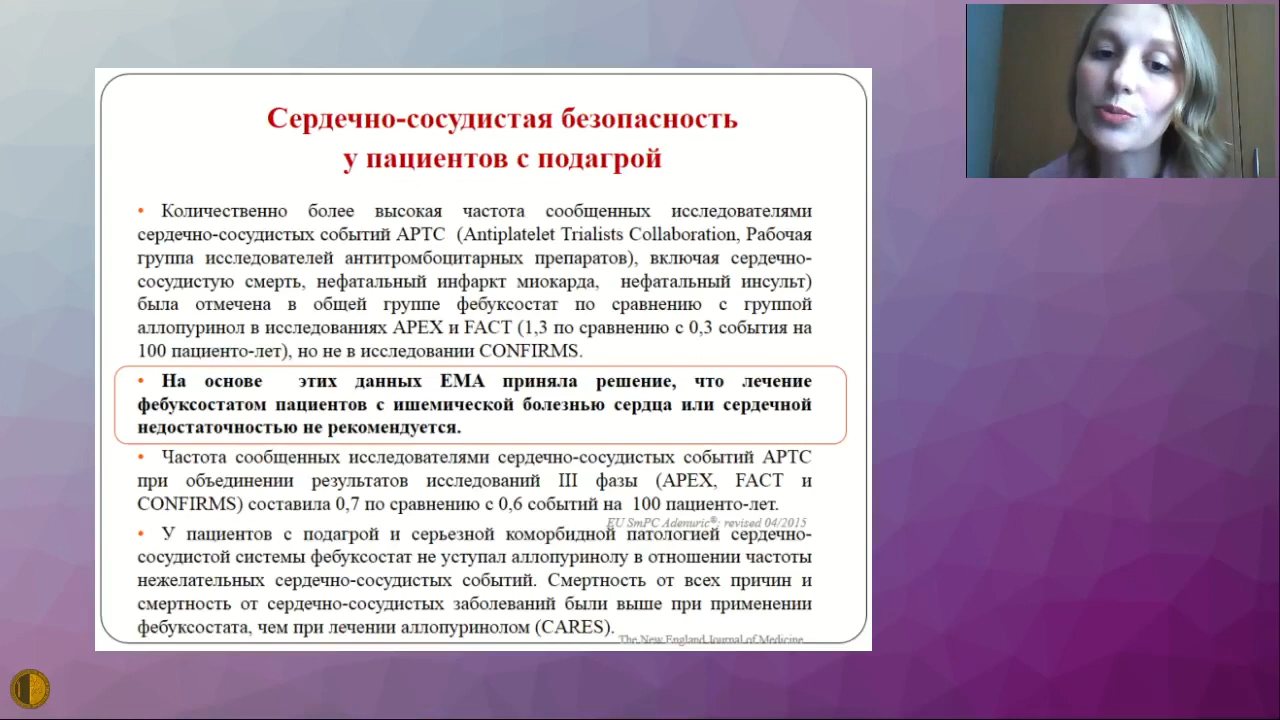 Сердечно-сосудистая безопасность
у пациентов с подагрой
• Количественно более высокая частота сообщенных исследователями
сердечно-сосудистых событий АРТС (Antiplatelet Trialists Collaboration, Рабочая
группа исследователей антитромбоцитарных препаратов), включая сердечно-
сосудистую смерть, нефатальный инфаркт миокарда, нефатальный инсульт)
была отмечена в общей группе фебуксостат по сравнению с группой
аллопуринол в исследованиях APEX и FACT (1,3 по сравнению с 0,3 события на
100 пациенто-лет), но не в исследовании CONFIRMS.
• На основе этих данных EMA приняла решение, что лечение
фебуксостатом пациентов с ишемической болезнью сердца или сердечной
недостаточностью не рекомендуется.
• Частота сообщенных исследователями сердечно-сосудистых событий АРТС
при объединении результатов исследований III фазы (APEX, FACT и
CONFIRMS) составила 0,7 по сравнению с 0,6 событий на 100 пациенто-лет.
EU SmPC Adenuric®; revised 04/2015
• У пациентов с подагрой и серьезной коморбидной патологией сердечно-
сосудистой системы фебуксостат не уступал аллопуринолу в отношении частоты
нежелательных сердечно-сосудистых событий. Смертность от всех причин и
смертность от сердечно-сосудистых заболеваний были выше при применении
фебуксостата, чем при лечении аллопуринолом (CARES).
The New England Journal of Medicine